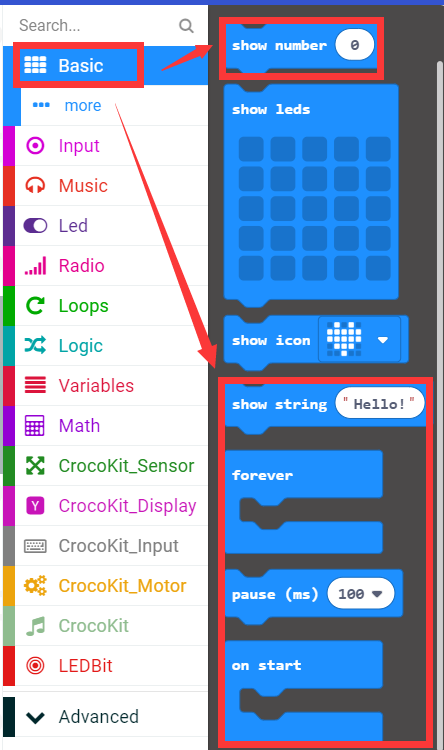 Search...
Basic
more
Input
Music
Led
Radio
Loops
Logic
Variables
Math
CrocoKit_Sensor
Y
CrocoKit_Display
CrocoKit_Input
CrocoKit_Motor
CrocoKit
LEDBit
Advanced
show number 0
show leds
show icon
show string "Hello!"
forever
pause (ms) 100
on start